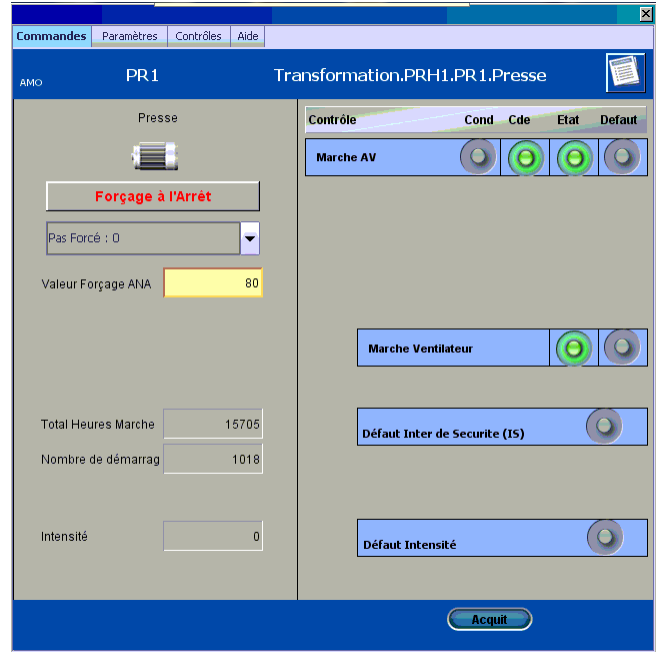 Commandes Paramètres Contrôles Aide
AMO PR1 Transformation.PRH1.PR1.Presse
Presse
Forçage à l'Arrét
Pas Forcé : 0
Valeur Forçage ANA 80
Total Heures Marche 15705
Nombre de démarrag 1018
Intensité 0
Contrôle Cond Cde Etat Defaut
Marche AV
Marche Ventilateur
Défaut Inter de Securite (IS)
Défaut Intensité
Acquit